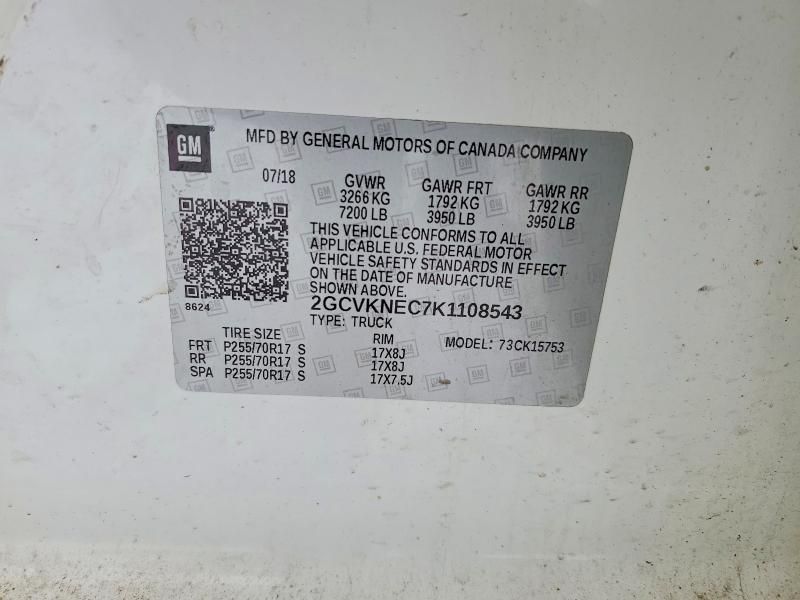 GM
MFD BY GENERAL MOTORS OF CANADA COMPANY
07/18 GVWR GAWR FRT GAWR RR
3266 KG 1792 KG 1792 KG
7200 LB 3950 LB 3950 LB
THIS VEHICLE CONFORMS TO ALL
APPLICABLE U.S. FEDERAL MOTOR
VEHICLE SAFETY STANDARDS IN EFFECT
ON THE DATE OF MANUFACTURE
SHOWN ABOVE.
8624
2GCVKNEC7K1108543
TYPE: TRUCK
MODEL: 73CK15753
TIRE SIZE RIM
FRT P255/70R17 S 17X8J
RR P255/70R17 S 17X8J
SPA P255/70R17 S 17X7.5J